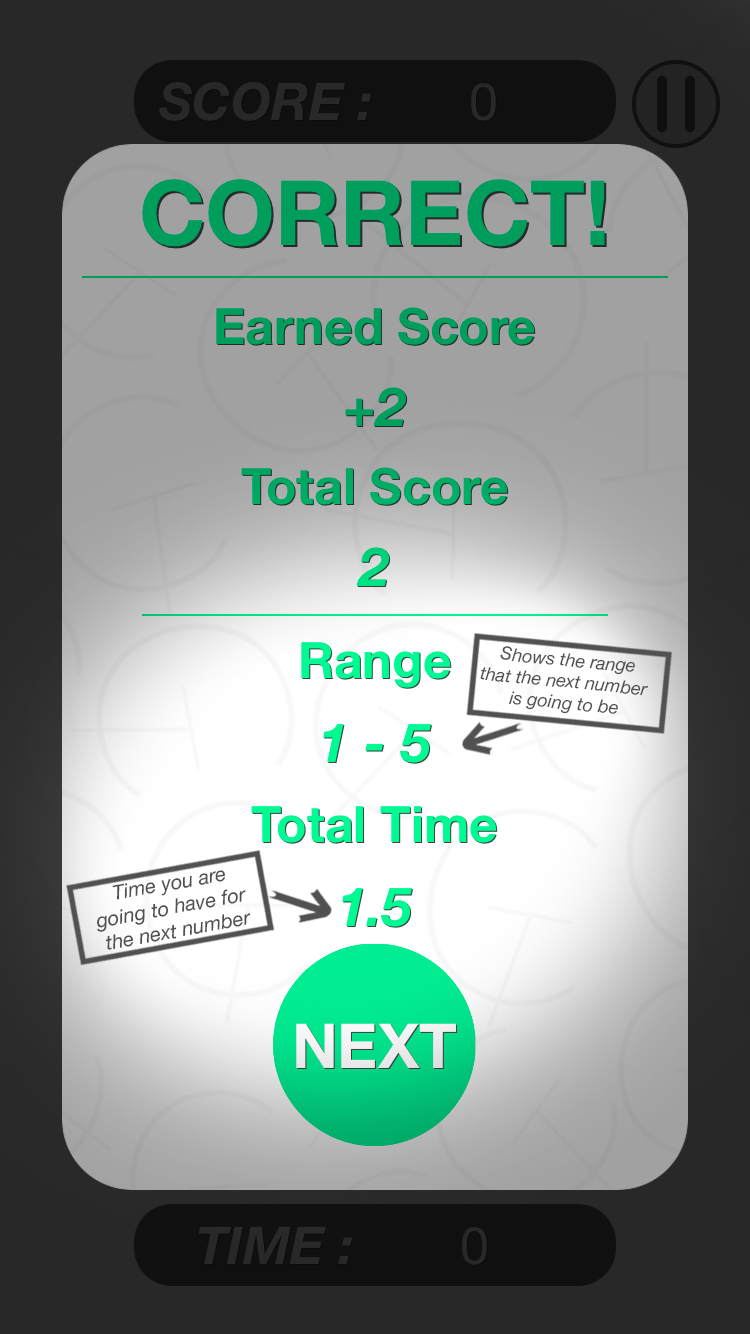 SCORE : 0
CORRECT!
Earned Score
+2
Total Score
2
Range
Shows the range
that the next number
is going to be
1 - 5
Total Time
Time you are
going to have for
the next number
1.5
NEXT
TIME : 0